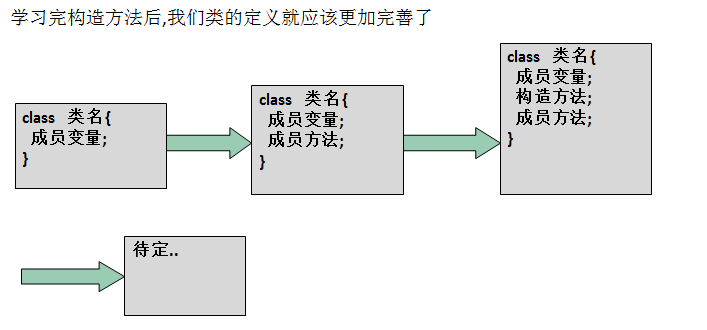 学习完构造方法后,我们类的定义就应该更加完善了
class 类名{
成员变量;
}
class 类名{
成员变量;
成员方法;
}
class 类名{
成员变量;
构造方法;
成员方法;
}
待定..